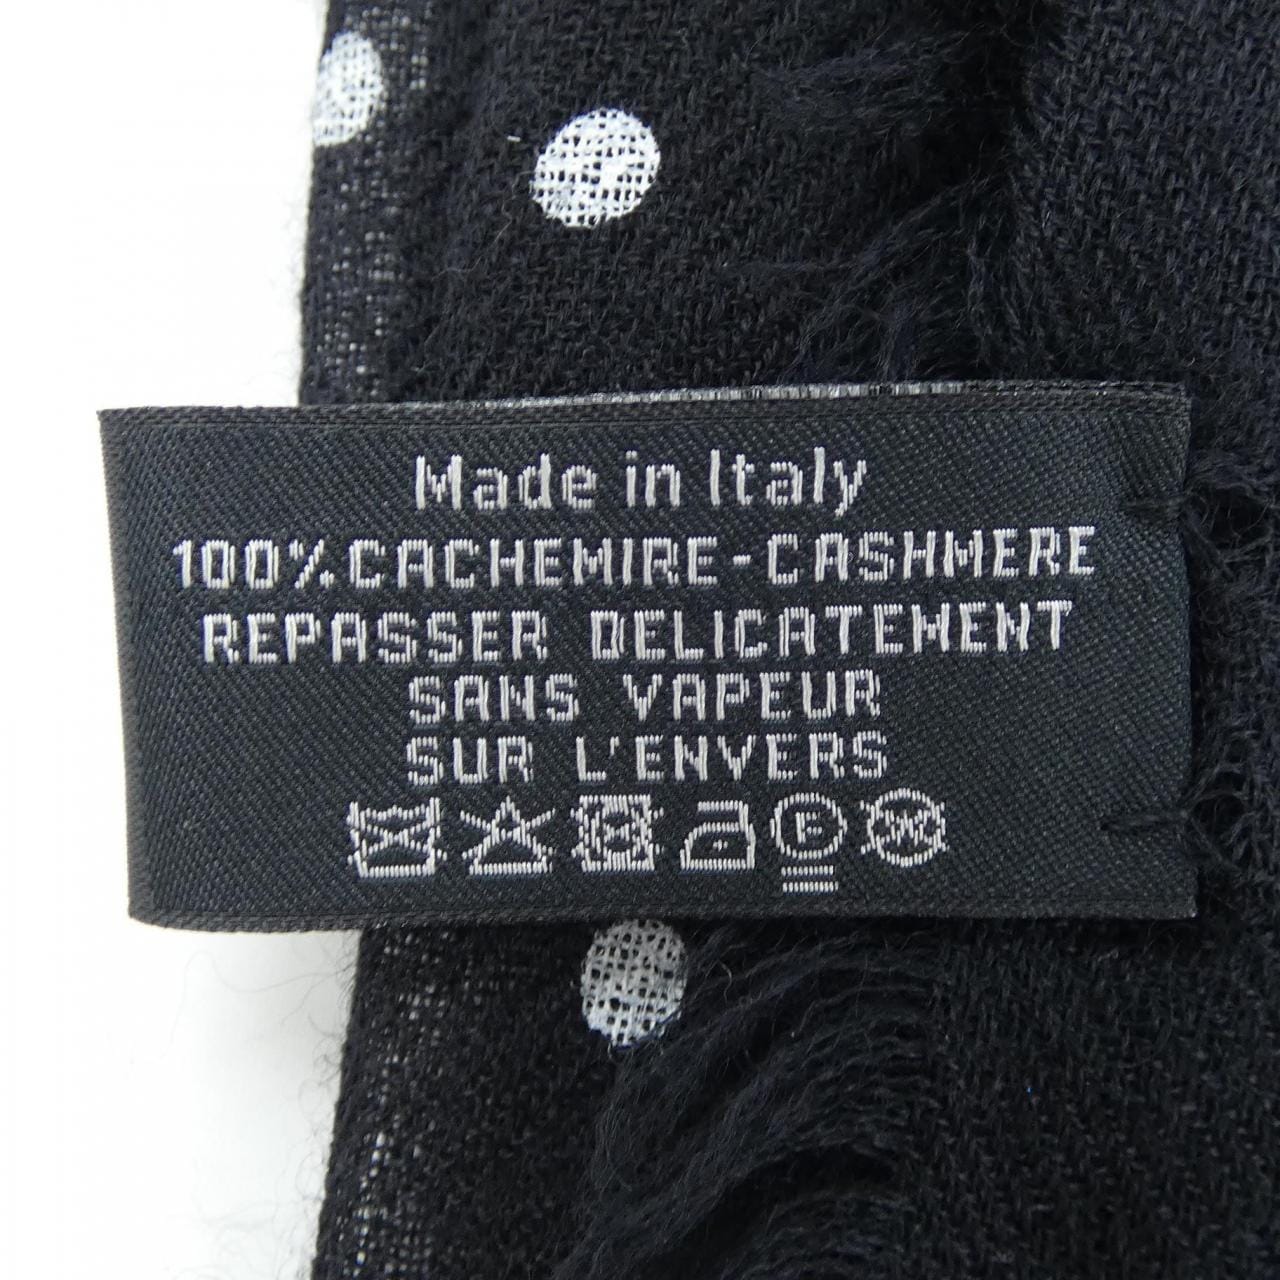 Made in Italy
100% CACHEMIRE-CASHMERE
REPASSER DELICATEMENT
SANS VAPEUR
SUR L'ENVERS
P W